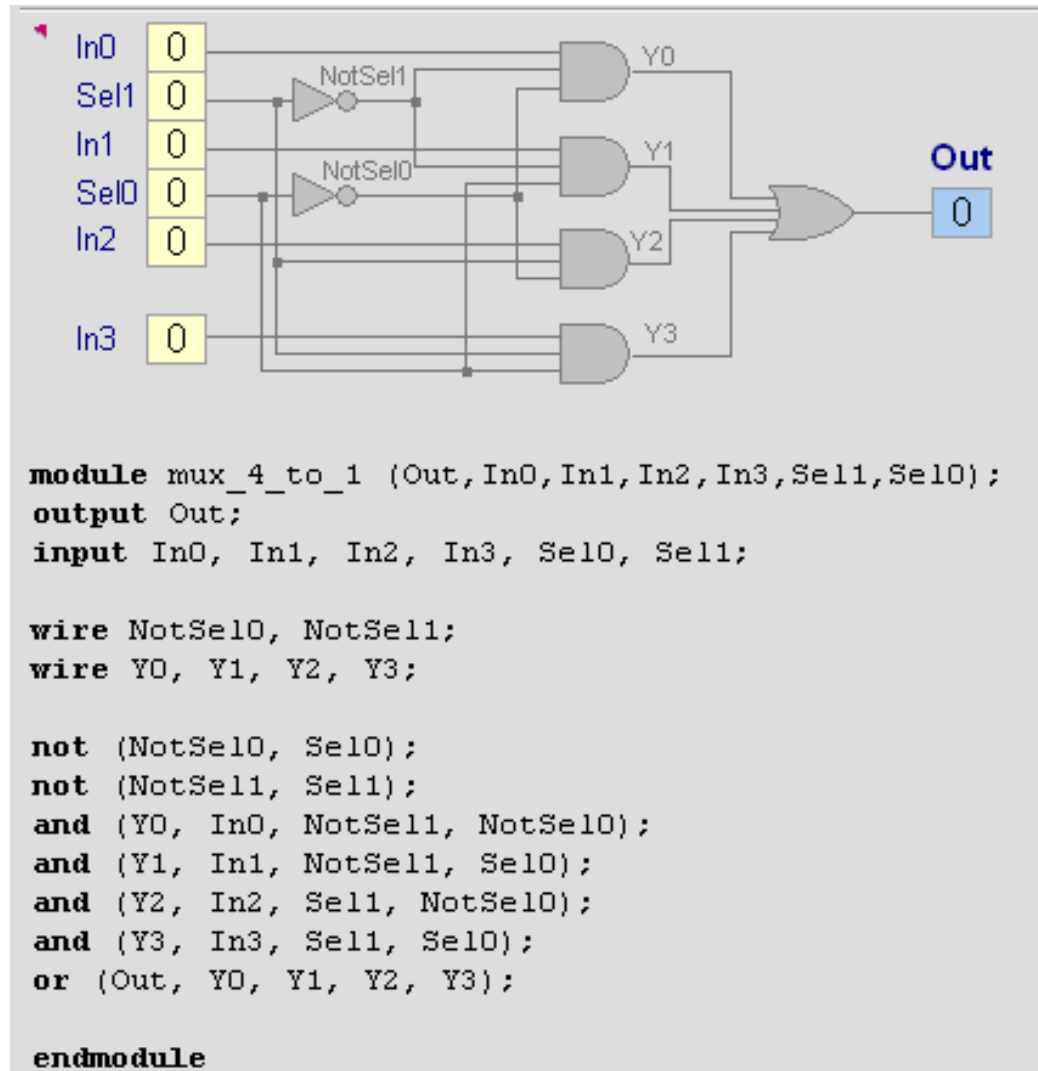 In0 0
NotSel1
Y0
Sel1 0
In1 0
Y1
Out
NotSel0
Sel0 0
0
In2 0
Y2
In3 0
Y3
module mux_4_to_1 (Out,In0,In1,In2,In3,Sel1,Sel0);
output Out;
input In0, In1, In2, In3, Sel0, Sel1;
wire NotSel0, NotSel1;
wire Y0, Y1, Y2, Y3;
not (NotSel0, Sel0);
not (NotSel1, Sel1);
and (Y0, In0, NotSel1, NotSel0);
and (Y1, In1, NotSel1, Sel0);
and (Y2, In2, Sel1, NotSel0);
and (Y3, In3, Sel1, Sel0);
or (Out, Y0, Y1, Y2, Y3);
endmodule